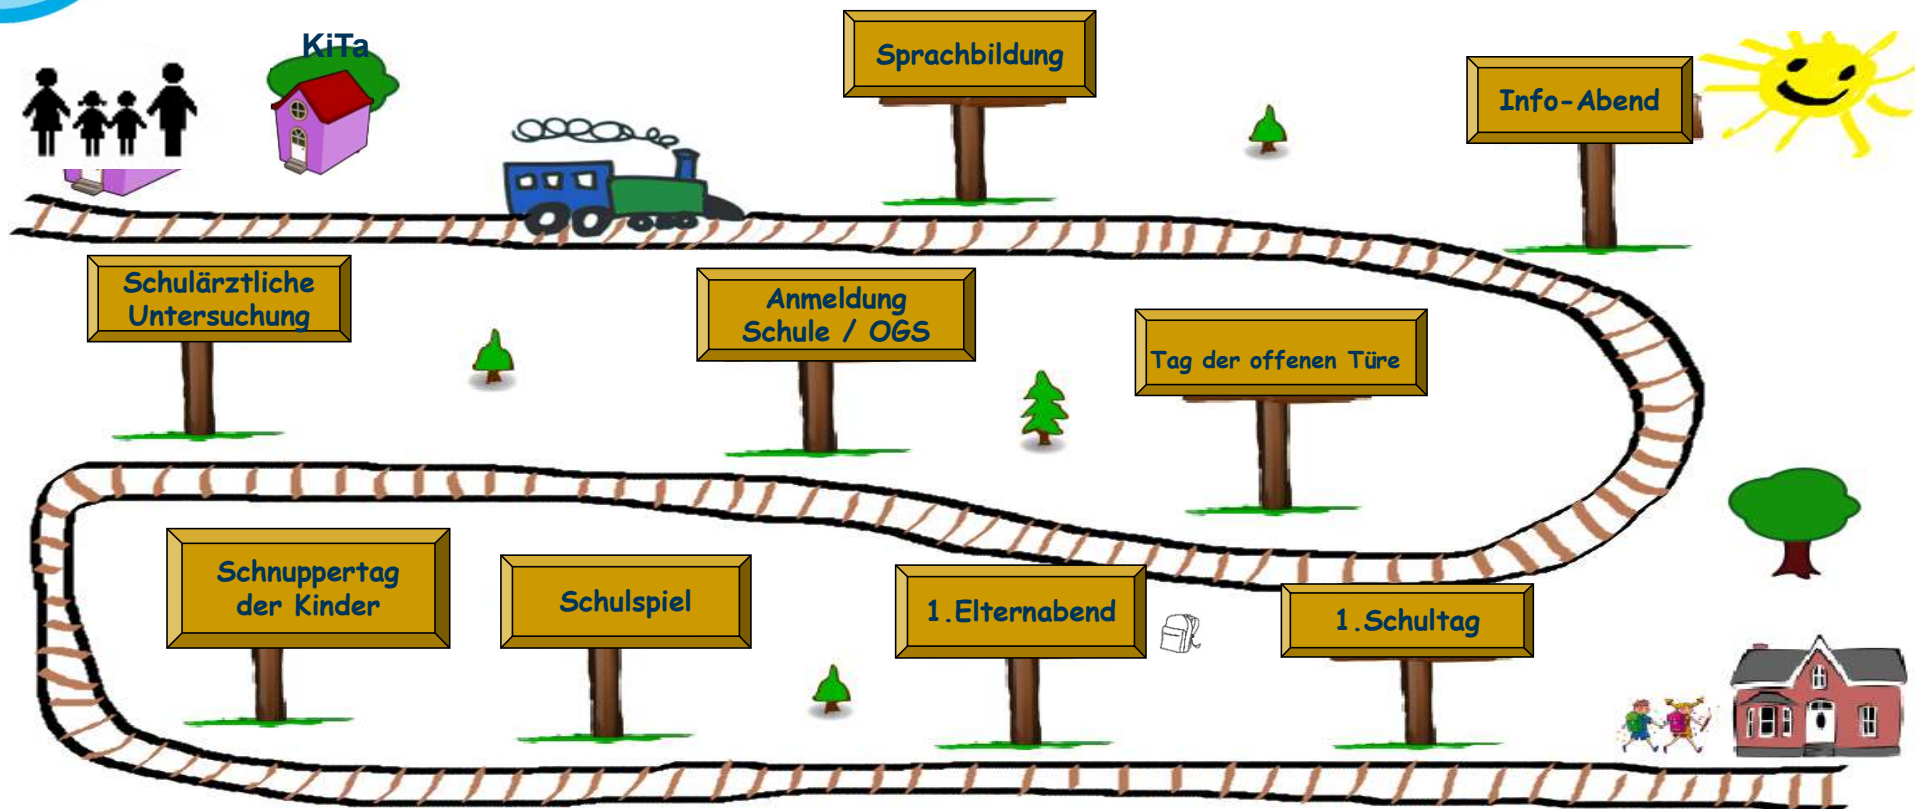 KiTa
Sprachbildung
Info-Abend
Schulärztliche
Untersuchung
Anmeldung
Schule / OGS
Tag der offenen Türe
Schnuppertag
der Kinder
Schulspiel
1.Elternabend
1.Schultag